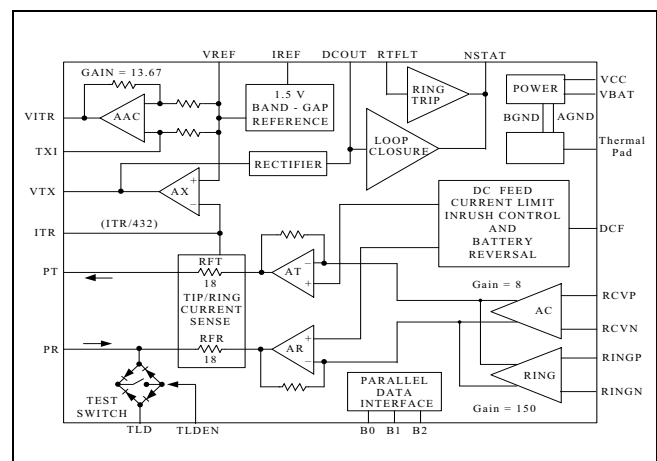 VREF IREF DCOUT RTFLT NSTAT
GAIN = 13.67
AAC
VITR
TXI
1.5 V
BAND - GAP
REFERENCE
RING
TRIP
LOOP
CLOSURE
POWER
VCC
VBAT
BGND AGND
Thermal
Pad
RECTIFIER
VTX
AX
+
−
ITR
(ITR/432)
DC FEED
CURRENT LIMIT
INRUSH CONTROL
AND
BATTERY
REVERSAL
DCF
PT
RFT
18
TIP/RING
CURRENT
SENSE
RFR
18
AT
−
+
Gain = 8
AC
RCVP
RCVN
PR
AR
+
−
RING
RINGP
RINGN
Gain = 150
TEST
SWITCH
TLD
TLDEN
PARALLEL
DATA
INTERFACE
B0 B1 B2